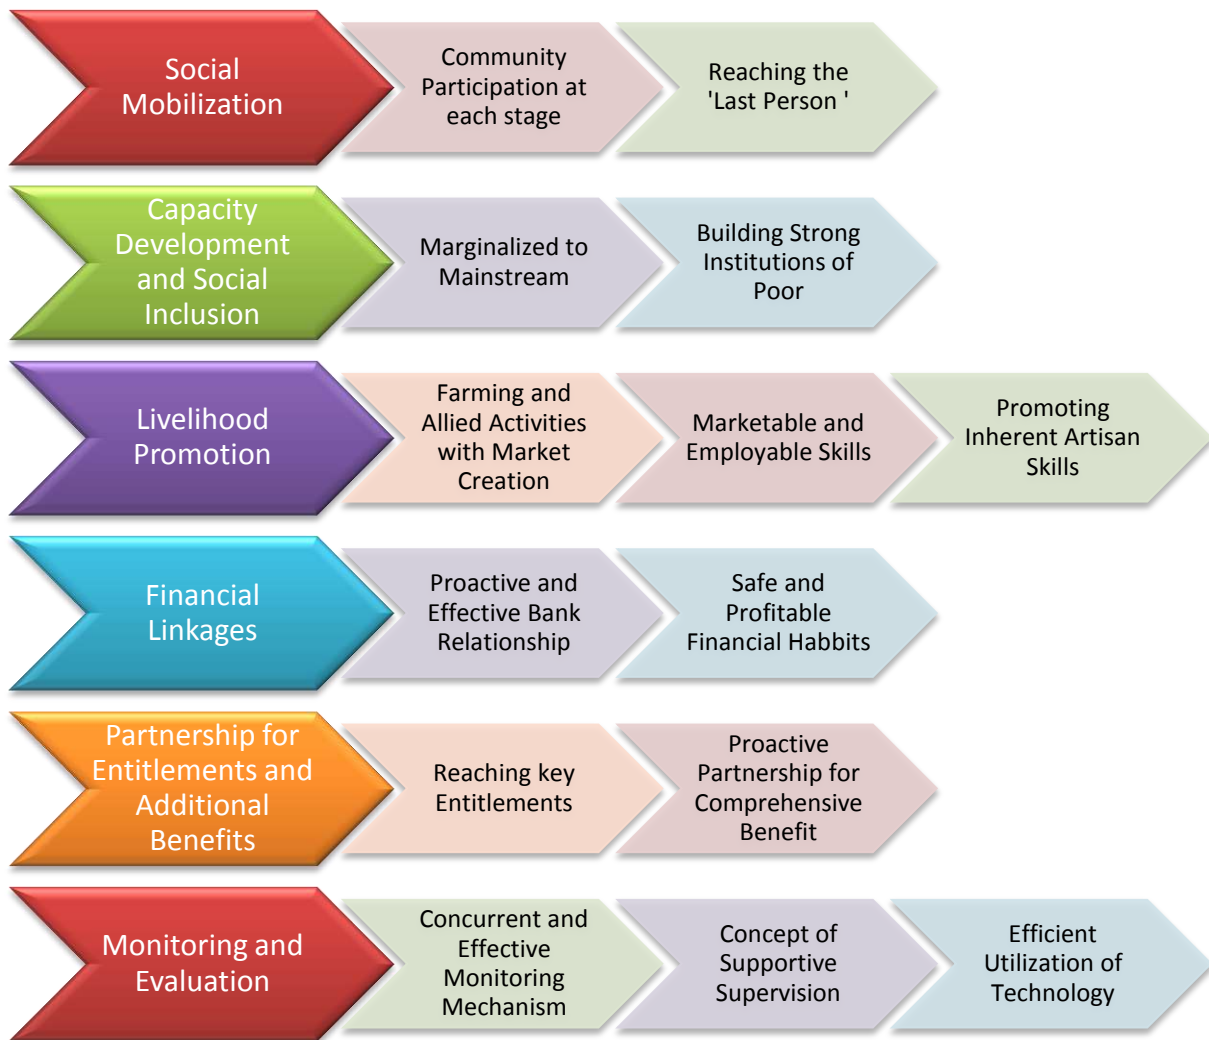 Social
Mobilization
Community
Participation at
each stage
Reaching the
'Last Person '
Capacity
Development
and Social
Inclusion
Marginalized to
Mainstream
Building Strong
Institutions of
Poor
Livelihood
Promotion
Farming and
Allied Activities
with Market
Creation
Marketable and
Employable Skills
Promoting
Inherent Artisan
Skills
Financial
Linkages
Proactive and
Effective Bank
Relationship
Safe and
Profitable
Financial Habbits
Partnership for
Entitlements and
Additional
Benefits
Reaching key
Entitlements
Proactive
Partnership for
Comprehensive
Benefit
Monitoring and
Evaluation
Concurrent and
Effective
Monitoring
Mechanism
Concept of
Supportive
Supervision
Efficient
Utilization of
Technology